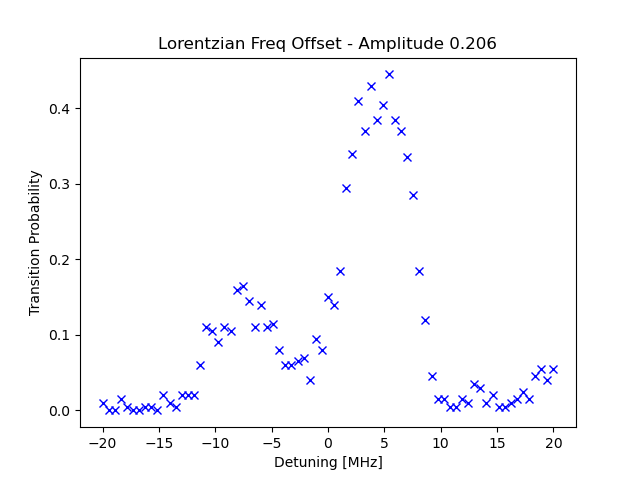 Lorentzian Freq Offset - Amplitude 0.206
Transition Probability
0.4
0.3
0.2
0.1
0.0
−20 −15 −10 −5 0 5 10 15 20
Detuning [MHz]